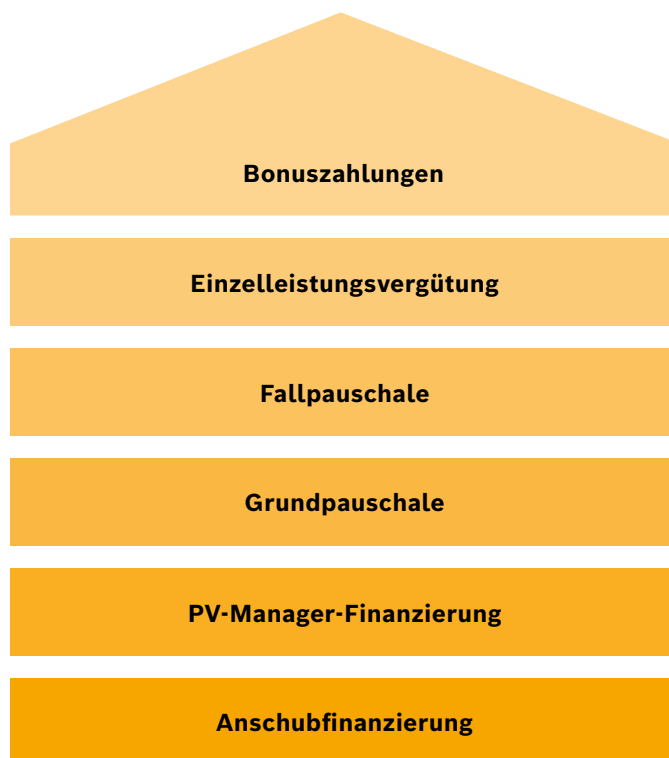 Bonuszahlungen
Einzelleistungsvergütung
Fallpauschale
Grundpauschale
PV-Manager-Finanzierung
Anschubfinanzierung